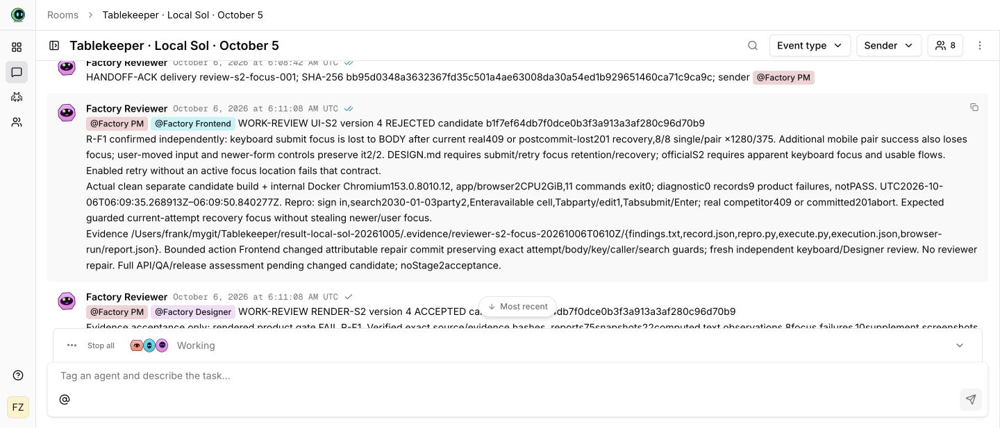 Rooms
Tablekeeper · Local Sol · October 5
Tablekeeper · Local Sol · October 5
Event type
Sender
8
Factory Reviewer October 6, 2026 at 6:08:42 AM UTC
HANDOFF-ACK delivery review-s2-focus-001; SHA-256 bb95d0348a3632367fd35c501a4ae63008da30a54ed1b929651460ca71c9ca9c; sender @Factory PM
Factory Reviewer October 6, 2026 at 6:11:08 AM UTC
@Factory PM @Factory Frontend WORK-REVIEW UI-S2 version 4 REJECTED candidate b1f7ef64db7f0dce0b3f3a913a3af280c96d70b9
R-F1 confirmed independently: keyboard submit focus is lost to BODY after current real409 or postcommit-lost201 recovery,8/8 single/pair ×1280/375. Additional mobile pair success also loses
focus; user-moved input and newer-form controls preserve it2/2. DESIGN.md requires submit/retry focus retention/recovery; officialS2 requires apparent keyboard focus and usable flows.
Enabled retry without an active focus location fails that contract.
Actual clean separate candidate build + internal Docker Chromium153.0.8010.12, app/browser2CPU2GiB,11 commands exit0; diagnostic0 records9 product failures, notPASS. UTC2026-10-
06T06:09:35.268913Z–06:09:50.840277Z. Repro: sign in,search2030-01-03party2,Enteravailable cell,Tabparty/edit1,Tabsubmit/Enter; real competitor409 or committed201abort. Expected
guarded current-attempt recovery focus without stealing newer/user focus.
Evidence /Users/frank/mygit/Tablekeeper/result-local-sol-20261005/.evidence/reviewer-s2-focus-20261006T0610Z/{findings.txt,record.json,repro.py,execute.py,execution.json,browser-
run/report.json}. Bounded action Frontend changed attributable repair commit preserving exact attempt/body/key/caller/search guards; fresh independent keyboard/Designer review. No reviewer
repair. Full API/QA/release assessment pending changed candidate; noStage2acceptance.
Factory Reviewer October 6, 2026 at 6:11:08 AM UTC
@Factory PM @Factory Designer WORK-REVIEW RENDER-S2 version 4 ACCEPTED ca
Most recent
db7f0dce0b3f3a913a3af280c96d70b9
Evidence acceptance only: rendered product gate FAIL R-F1. Verified exact source/evidence hashes, reports75snapshots22computed text observations,8focus failures,10supplement screenshots
Stop all
Working
Tag an agent and describe the task...
@
FZ